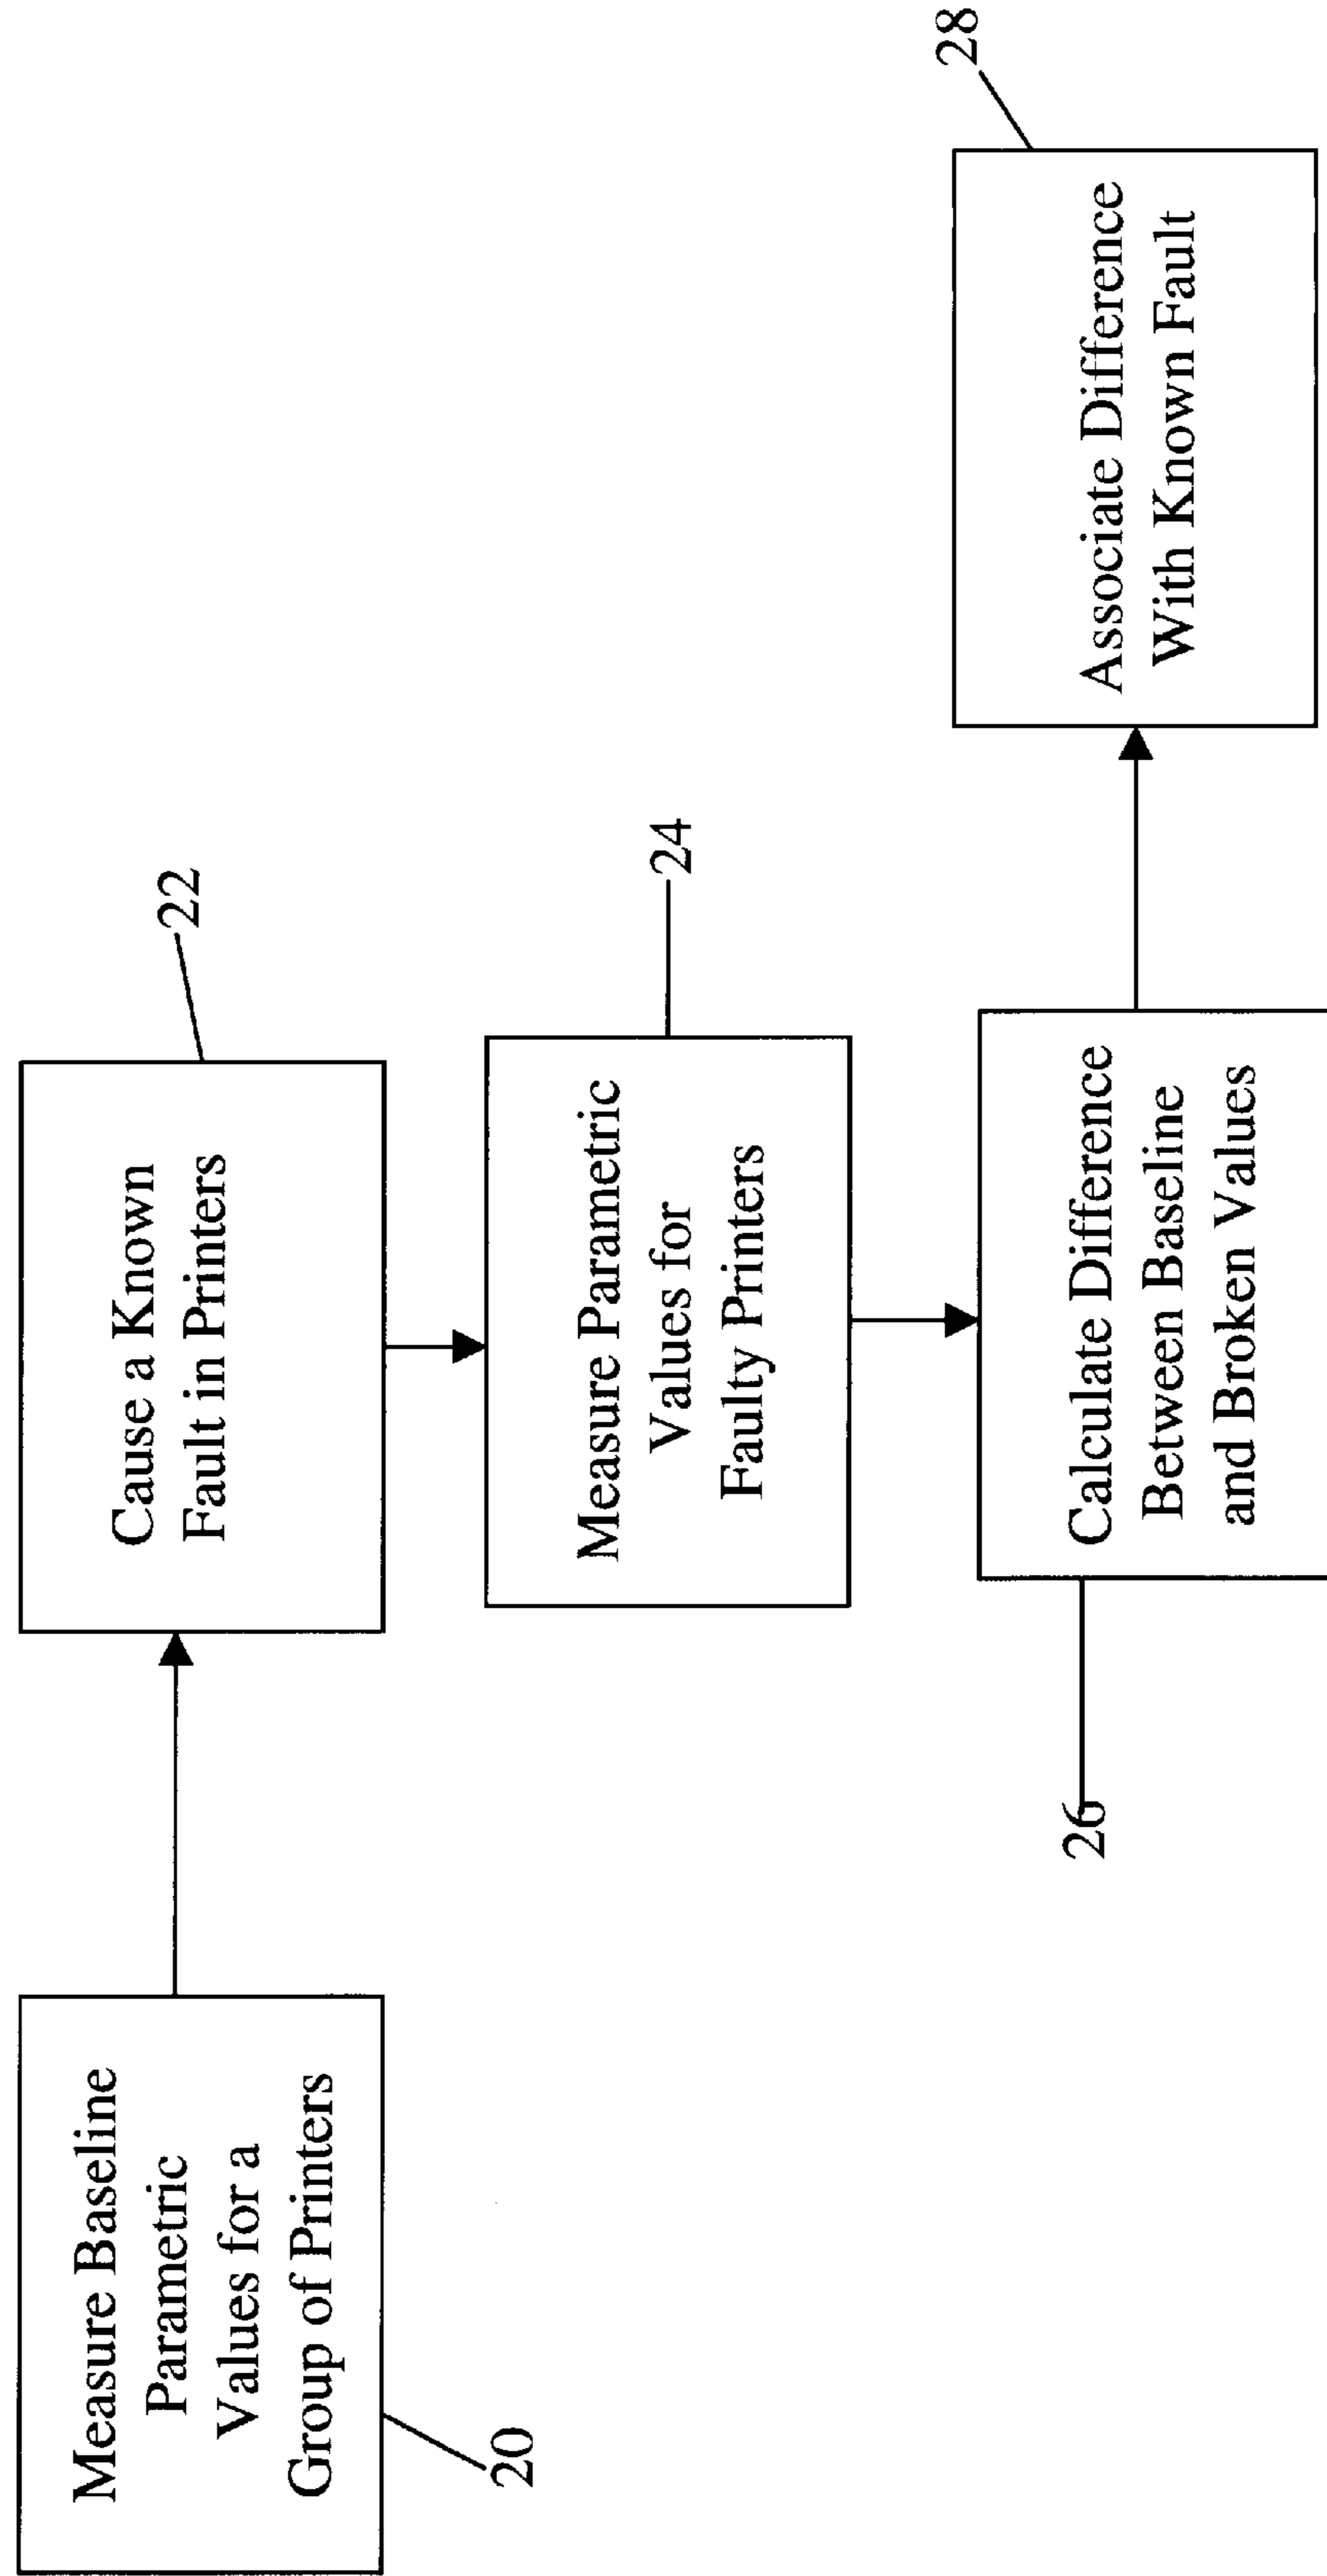 Measure Baseline
Parametric
Values for a
Group of Printers
20
Cause a Known
Fault in Printers
22
Measure Parametric
Values for
Faulty Printers
24
Calculate Difference
Between Baseline
and Broken Values
26
Associate Difference
With Known Fault
28